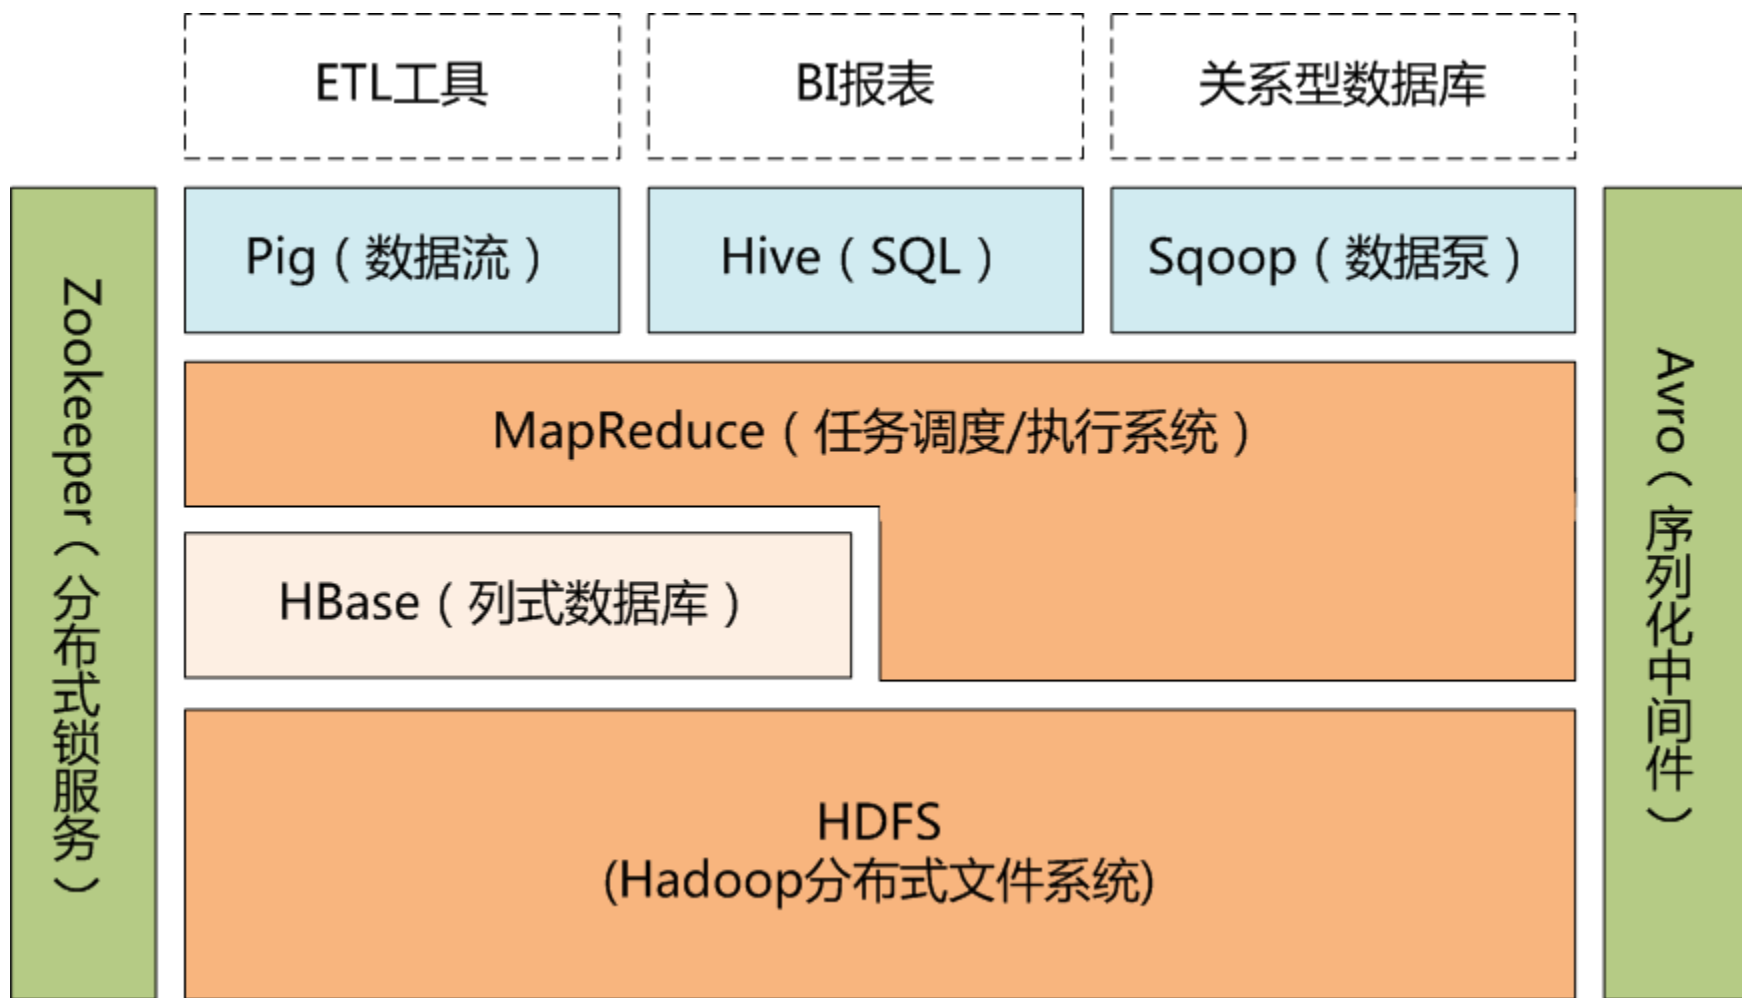 ETL工具
BI报表
关系型数据库
Pig（数据流）
Hive（SQL）
Sqoop（数据泵）
Zookeeper（分布式锁服务）
MapReduce（任务调度/执行系统）
Avro（序列化中间件）
HBase（列式数据库）
HDFS
(Hadoop分布式文件系统)